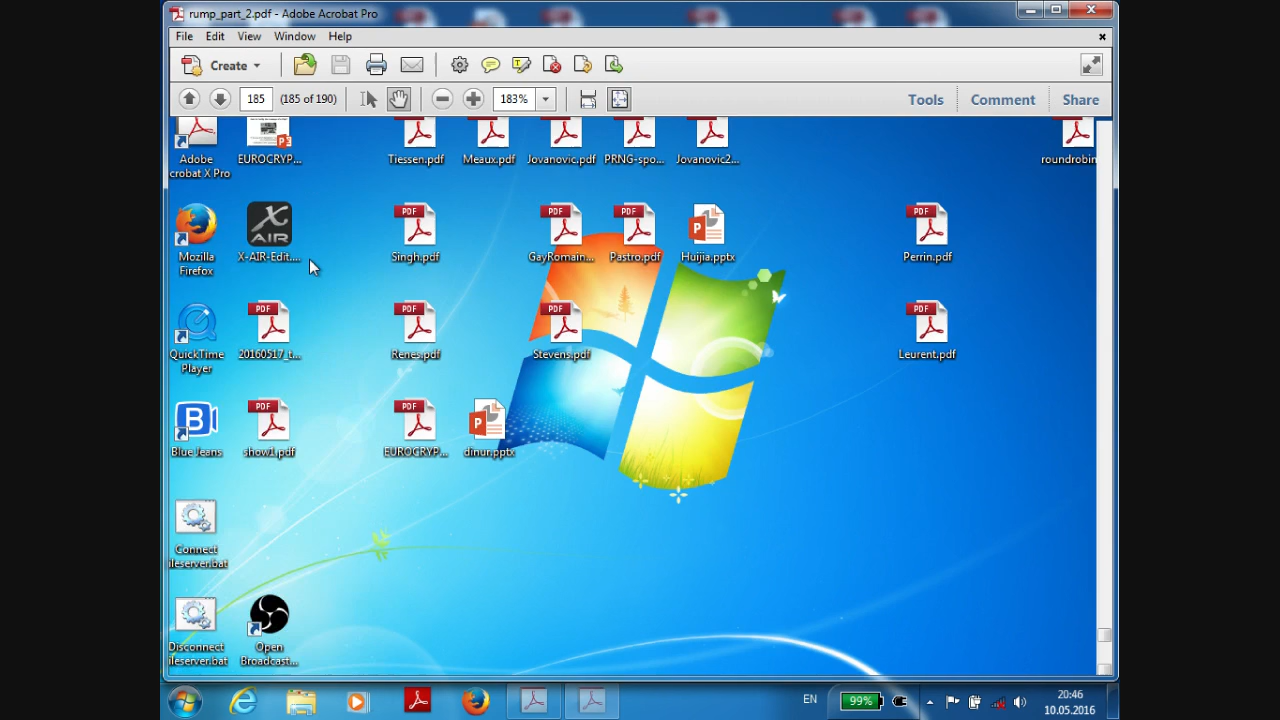 rump_part_2.pdf - Adobe Acrobat Pro
File Edit View Window Help
Create
185 (185 of 190) 183% Tools Comment Share
Adobe
crobat X Pro
EUROCRYP...
Tiessen.pdf
Meaux.pdf
Jovanovic.pdf
PRNG-spo...
Jovanovic2...
roundrobin
Mozilla
Firefox
X-AIR-Edit....
Singh.pdf
GayRomain...
Pastro.pdf
Huijia.pptx
Perrin.pdf
QuickTime
Player
20160517_t...
Renes.pdf
Stevens.pdf
Leurent.pdf
Blue Jeans
show1.pdf
EUROCRYP...
dinur.pptx
Connect
ileserver.bat
Disconnect
ileserver.bat
Open
Broadcast...
EN
99%
20:46
10.05.2016